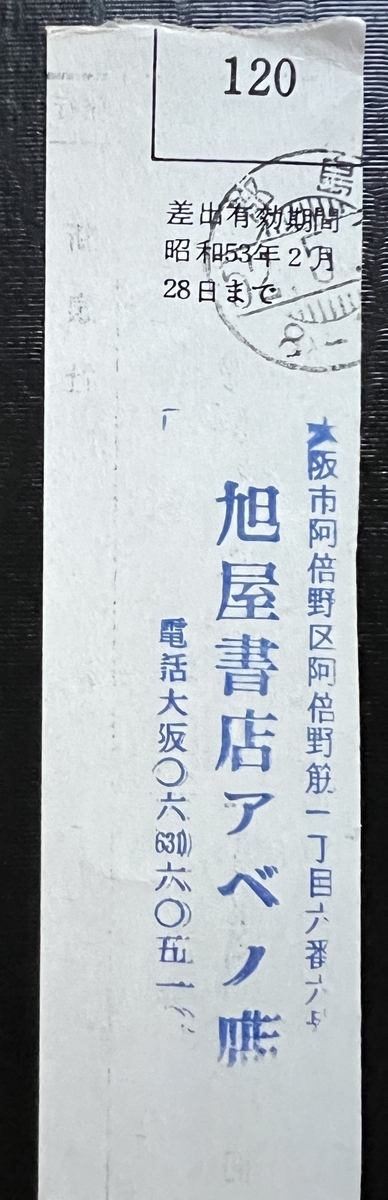 120
差出有効期間
昭和53年2月
28日まで
大阪市阿倍野区阿倍野筋一丁目六番六
旭屋書店アベノ
電話大阪〇六(631)六〇五一